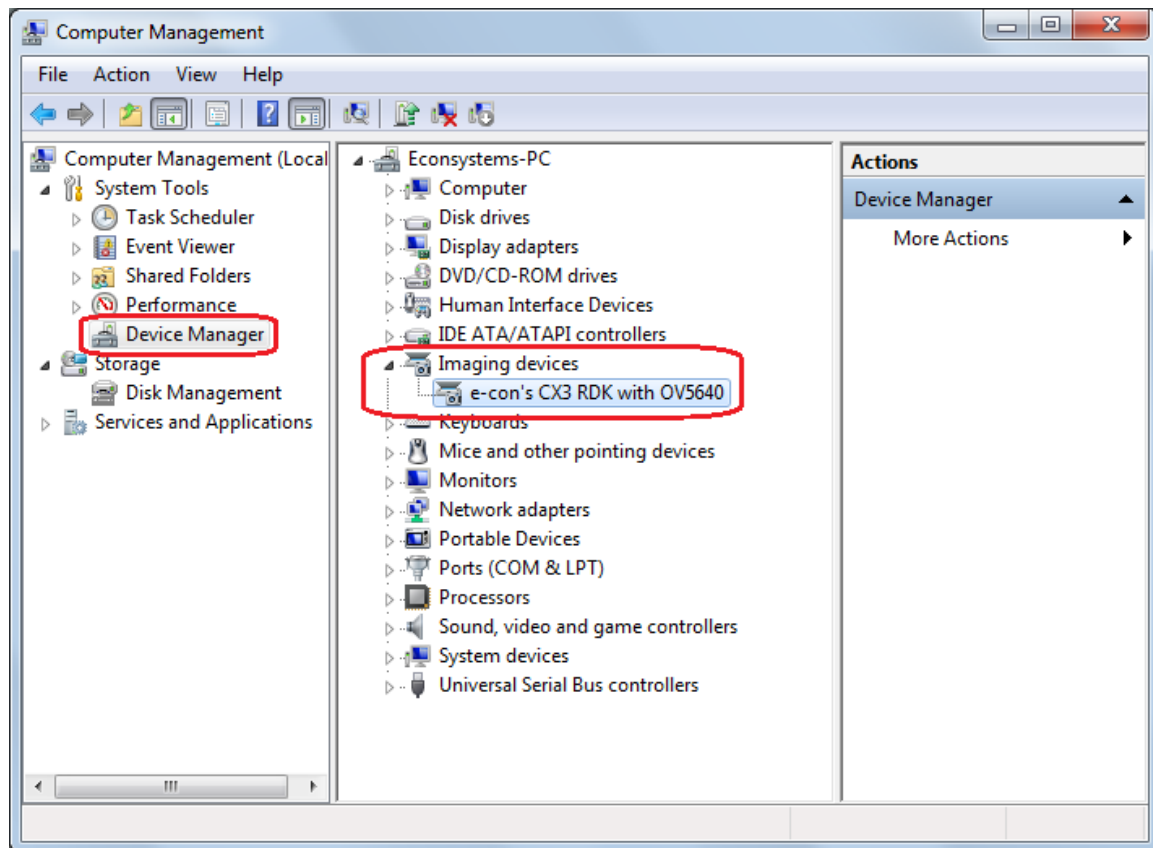 Computer Management
File Action View Help
Computer Management (Local
System Tools
Task Scheduler
Event Viewer
Shared Folders
Performance
Device Manager
Storage
Disk Management
Services and Applications
Econsystems-PC
Computer
Disk drives
Display adapters
DVD/CD-ROM drives
Human Interface Devices
IDE ATA/ATAPI controllers
Imaging devices
e-con's CX3 RDK with OV5640
Keyboards
Mice and other pointing devices
Monitors
Network adapters
Portable Devices
Ports (COM & LPT)
Processors
Sound, video and game controllers
System devices
Universal Serial Bus controllers
Actions
Device Manager
More Actions